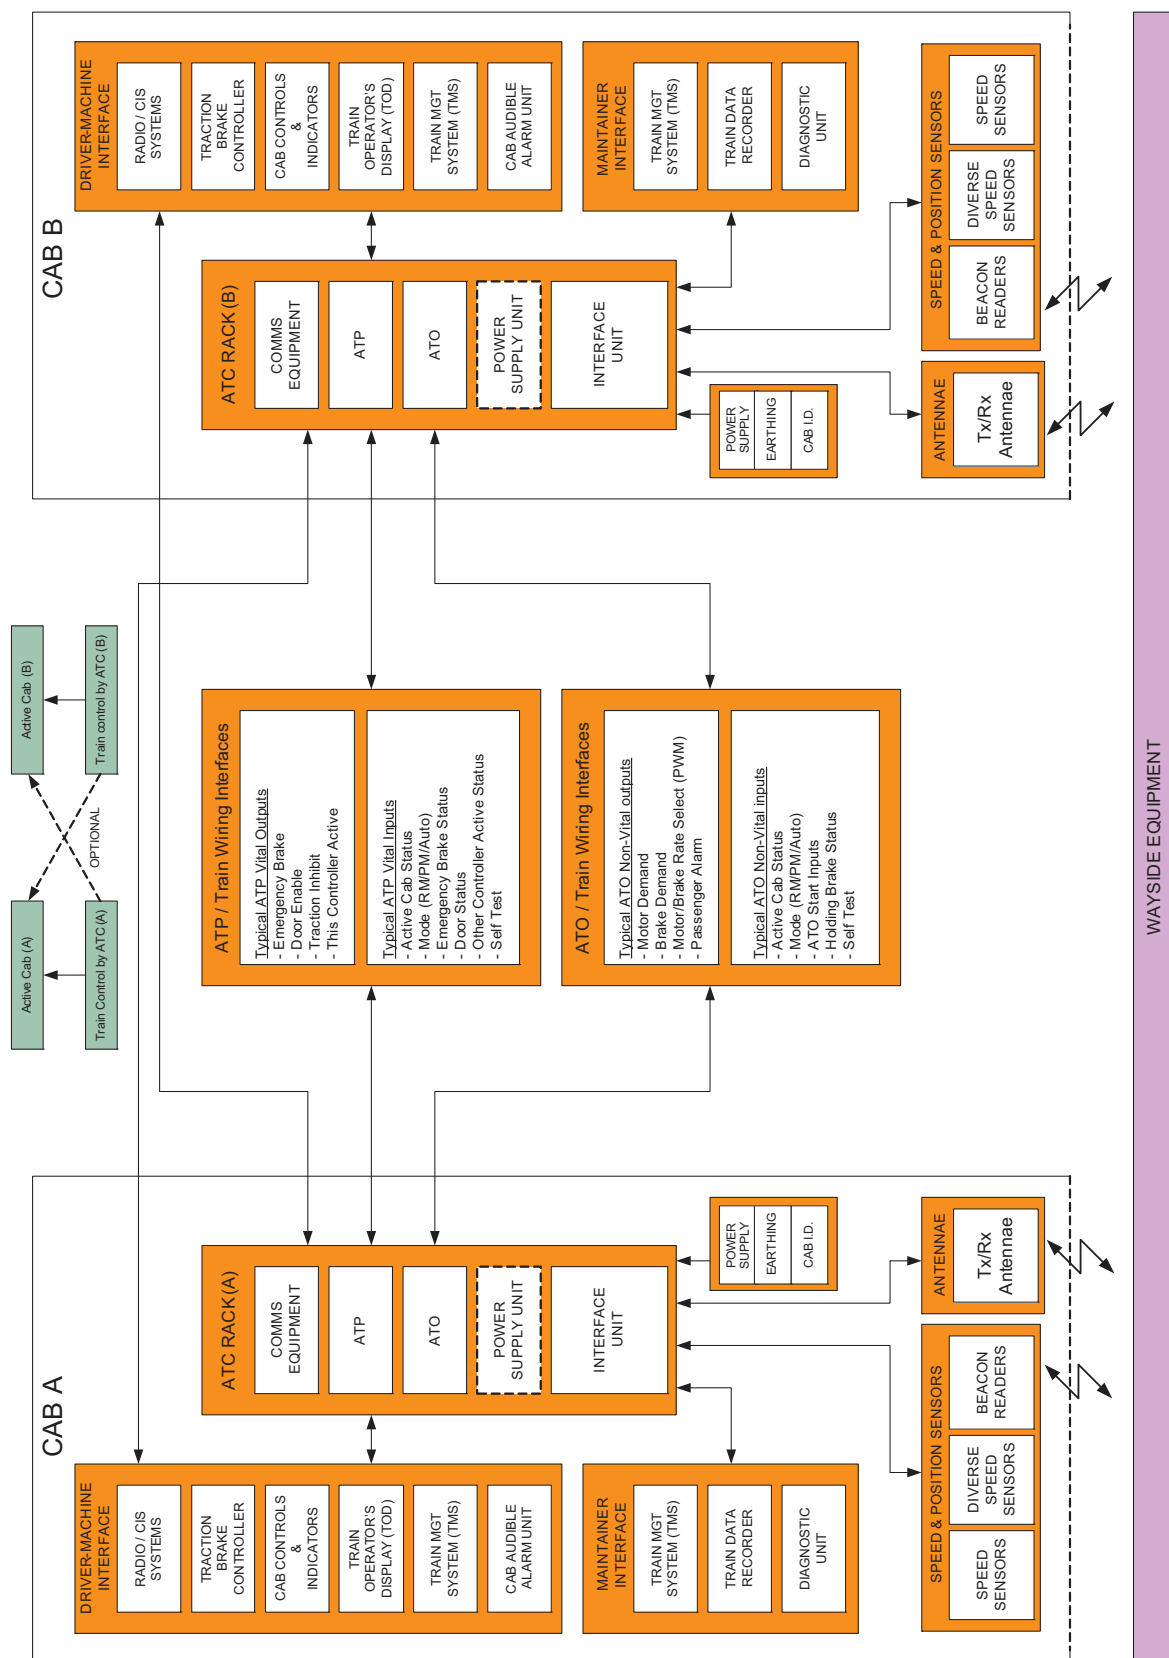 Active Cab (A)
Active Cab (B)
OPTIONAL
Train Control by ATC (A)
Train control by ATC (B)
CAB A
DRIVER-MACHINE
INTERFACE
RADIO / CIS
SYSTEMS
TRACTION
BRAKE
CONTROLLER
CAB CONTROLS
&
INDICATORS
TRAIN
OPERATOR'S
DISPLAY (TOD)
TRAIN MGT
SYSTEM (TMS)
CAB AUDIBLE
ALARM UNIT
MAINTAINER
INTERFACE
TRAIN MGT
SYSTEM (TMS)
TRAIN DATA
RECORDER
DIAGNOSTIC
UNIT
ATC RACK (A)
COMMS
EQUIPMENT
ATP
ATO
POWER
SUPPLY UNIT
INTERFACE
UNIT
POWER
SUPPLY
EARTHING
CAB I.D.
SPEED & POSITION SENSORS
SPEED
SENSORS
DIVERSE
SPEED
SENSORS
BEACON
READERS
ANTENNAE
Tx/Rx
Antennae
ATP / Train Wiring Interfaces
Typical ATP Vital Outputs
- Emergency Brake
- Door Enable
- Traction Inhibit
- This Controller Active
Typical ATP Vital Inputs
- Active Cab Status
- Mode (RM/PM/Auto)
- Emergency Brake Status
- Door Status
- Other Controller Active Status
- Self Test
ATO / Train Wiring Interfaces
Typical ATO Non-Vital outputs
- Motor Demand
- Brake Demand
- Motor/Brake Rate Select (PWM)
- Passenger Alarm
Typical ATO Non-Vital inputs
- Active Cab Status
- Mode (RM/PM/Auto)
- ATO Start Inputs
- Holding Brake Status
- Self Test
CAB B
ATC RACK (B)
COMMS
EQUIPMENT
ATP
ATO
POWER
SUPPLY UNIT
INTERFACE
UNIT
POWER
SUPPLY
EARTHING
CAB I.D.
DRIVER-MACHINE
INTERFACE
RADIO / CIS
SYSTEMS
TRACTION
BRAKE
CONTROLLER
CAB CONTROLS
&
INDICATORS
TRAIN
OPERATOR'S
DISPLAY (TOD)
TRAIN MGT
SYSTEM (TMS)
CAB AUDIBLE
ALARM UNIT
MAINTAINER
INTERFACE
TRAIN MGT
SYSTEM (TMS)
TRAIN DATA
RECORDER
DIAGNOSTIC
UNIT
ANTENNAE
Tx/Rx
Antennae
SPEED & POSITION SENSORS
BEACON
READERS
DIVERSE
SPEED
SENSORS
SPEED
SENSORS
WAYSIDE EQUIPMENT